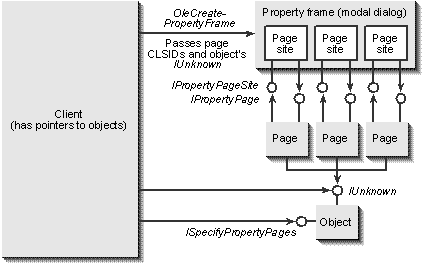 OleCreate-
PropertyFrame
Passes page
CLSIDs and object's
IUnknown
Property frame (modal dialog)
Page
site
Page
site
Page
site
IPropertyPageSite
IPropertyPage
Client
(has pointers to objects)
Page
Page
Page
IUnknown
Object
ISpecifyPropertyPages